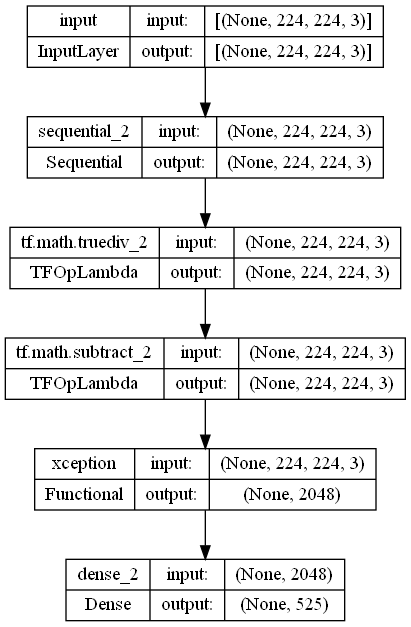 input input: [(None, 224, 224, 3)]
InputLayer output: [(None, 224, 224, 3)]
sequential_2 input: (None, 224, 224, 3)
Sequential output: (None, 224, 224, 3)
tf.math.truediv_2 input: (None, 224, 224, 3)
TFOpLambda output: (None, 224, 224, 3)
tf.math.subtract_2 input: (None, 224, 224, 3)
TFOpLambda output: (None, 224, 224, 3)
xception input: (None, 224, 224, 3)
Functional output: (None, 2048)
dense_2 input: (None, 2048)
Dense output: (None, 525)